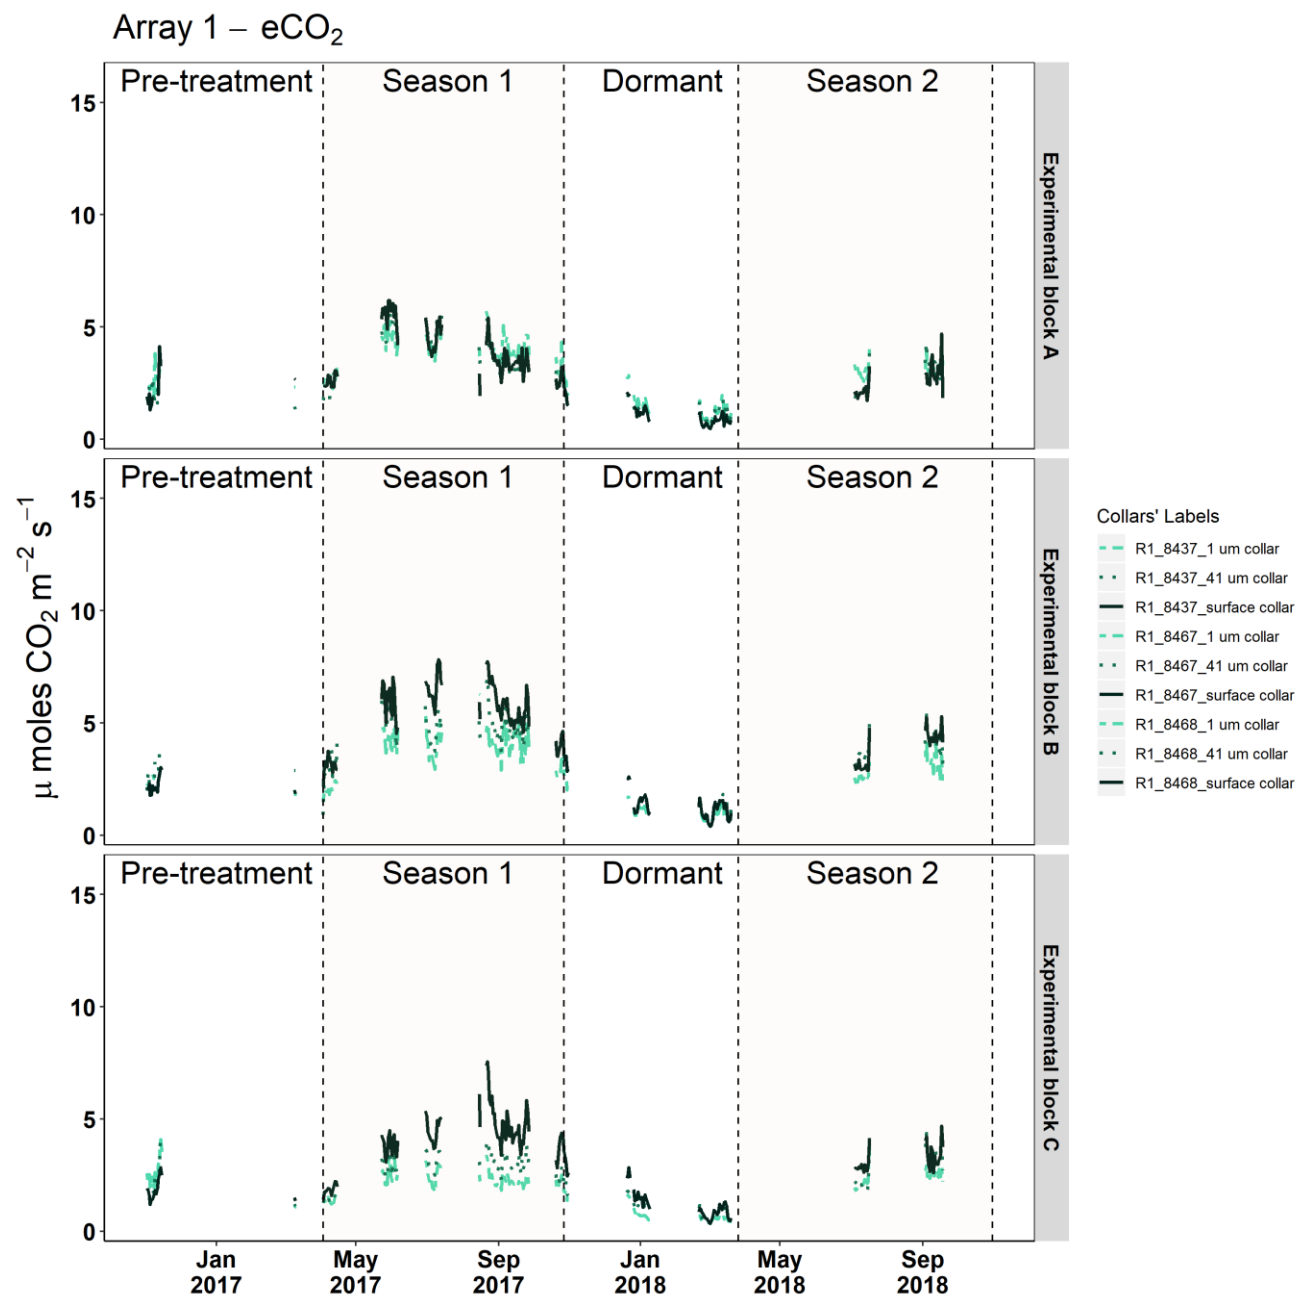 Array 1 – eCO₂
Pre-treatment Season 1 Dormant Season 2
15
10
5
0
Experimental block A
Pre-treatment Season 1 Dormant Season 2
15
10
5
0
Experimental block B
μ moles CO₂ m⁻² s⁻¹
Pre-treatment Season 1 Dormant Season 2
15
10
5
0
Experimental block C
Jan May Sep Jan May Sep
2017 2017 2017 2018 2018 2018
Collars' Labels
R1_8437_1 um collar
R1_8437_41 um collar
R1_8437_surface collar
R1_8467_1 um collar
R1_8467_41 um collar
R1_8467_surface collar
R1_8468_1 um collar
R1_8468_41 um collar
R1_8468_surface collar